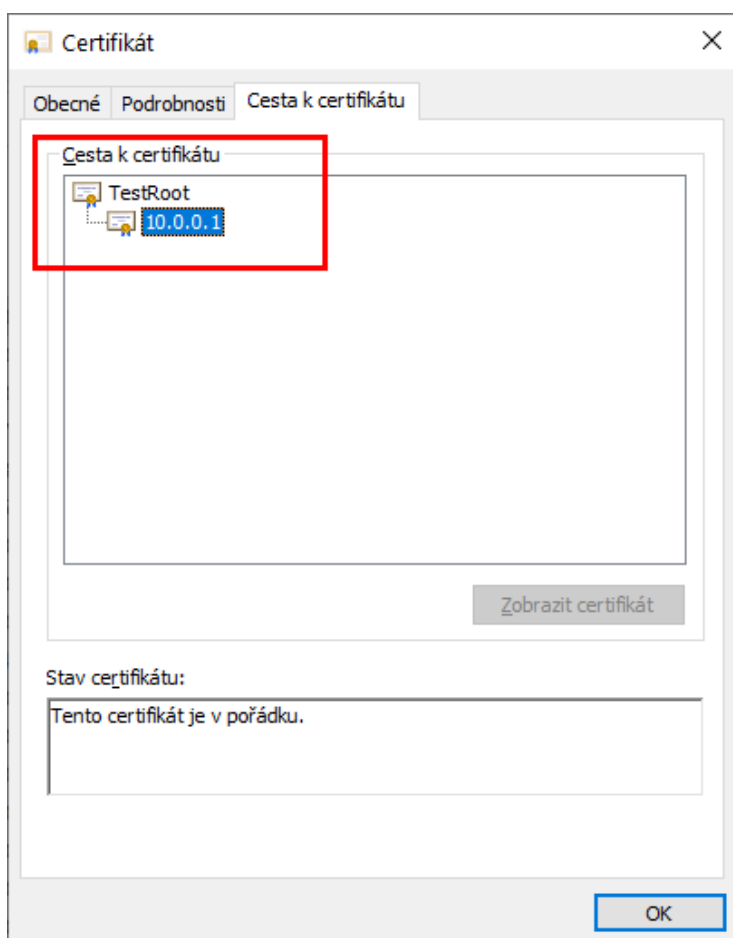 Certifikát
Obecné Podrobnosti Cesta k certifikátu
Cesta k certifikátu
TestRoot
10.0.0.1
Zobrazit certifikát
Stav certifikátu:
Tento certifikát je v pořádku.
OK